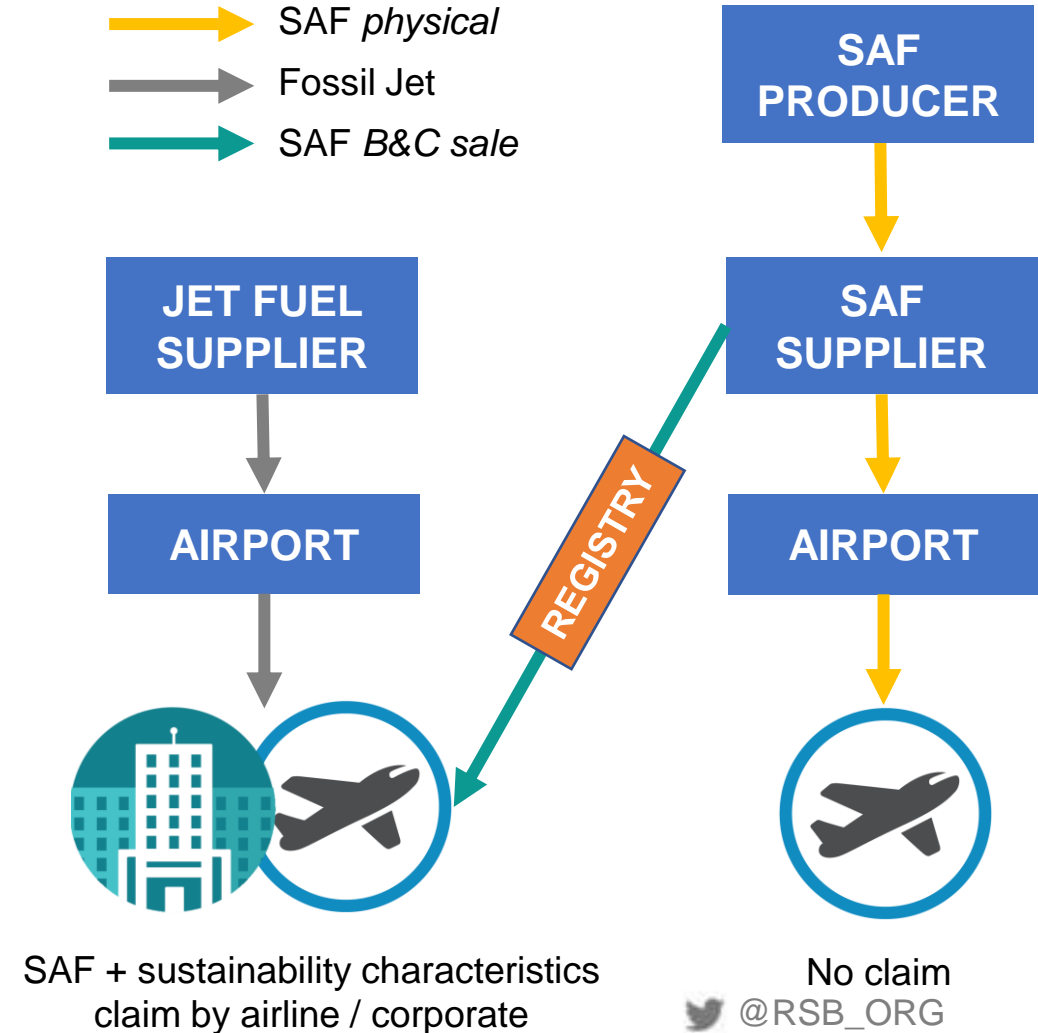 SAF physical
Fossil Jet
SAF B&C sale
SAF
PRODUCER
JET FUEL
SUPPLIER
SAF
SUPPLIER
REGISTRY
AIRPORT
AIRPORT
SAF + sustainability characteristics
claim by airline / corporate
No claim
@RSB_ORG